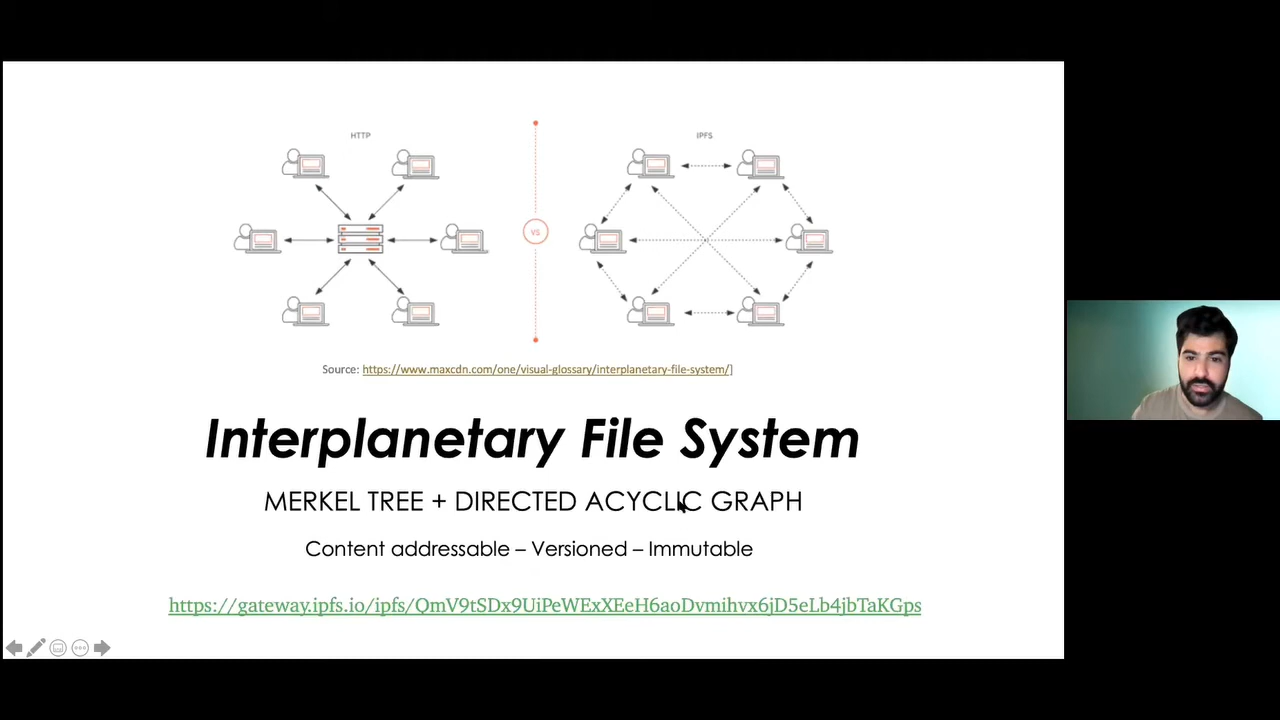 HTTP
IPFS
VS
Source: https://www.maxcdn.com/one/visual-glossary/interplanetary-file-system/]
Interplanetary File System
MERKEL TREE + DIRECTED ACYCLIC GRAPH
Content addressable – Versioned – Immutable
https://gateway.ipfs.io/ipfs/QmV9tSDx9UiPeWExXEeH6aoDvmihvx6jD5eLb4jbTaKGps